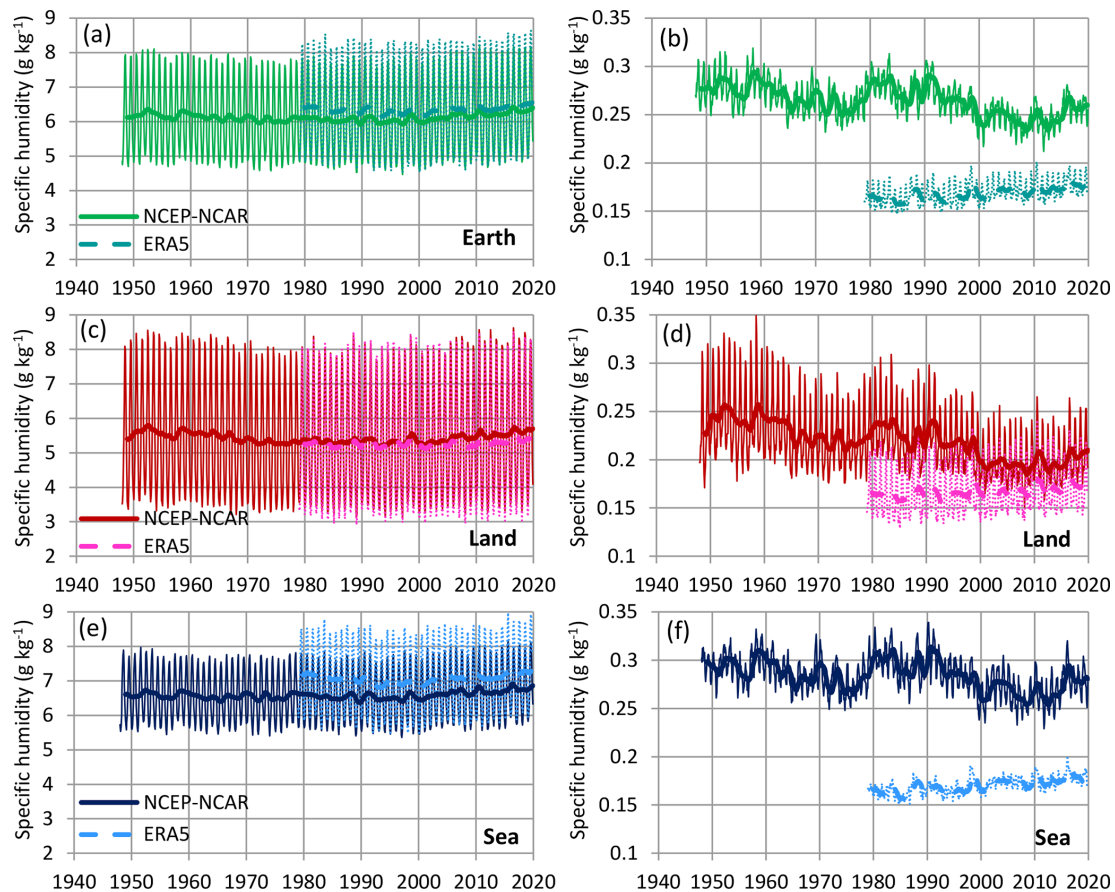 (a)
Specific humidity (g kg⁻¹)
9
8
7
6
5
4
3
2
NCEP-NCAR
ERA5
Earth
1940 1950 1960 1970 1980 1990 2000 2010 2020
(b)
Specific humidity (g kg⁻¹)
0.35
0.3
0.25
0.2
0.15
0.1
1940 1950 1960 1970 1980 1990 2000 2010 2020
(c)
Specific humidity (g kg⁻¹)
9
8
7
6
5
4
3
2
NCEP-NCAR
ERA5
Land
1940 1950 1960 1970 1980 1990 2000 2010 2020
(d)
Specific humidity (g kg⁻¹)
0.35
0.3
0.25
0.2
0.15
0.1
Land
1940 1950 1960 1970 1980 1990 2000 2010 2020
(e)
Specific humidity (g kg⁻¹)
9
8
7
6
5
4
3
2
NCEP-NCAR
ERA5
Sea
1940 1950 1960 1970 1980 1990 2000 2010 2020
(f)
Specific humidity (g kg⁻¹)
0.35
0.3
0.25
0.2
0.15
0.1
Sea
1940 1950 1960 1970 1980 1990 2000 2010 2020